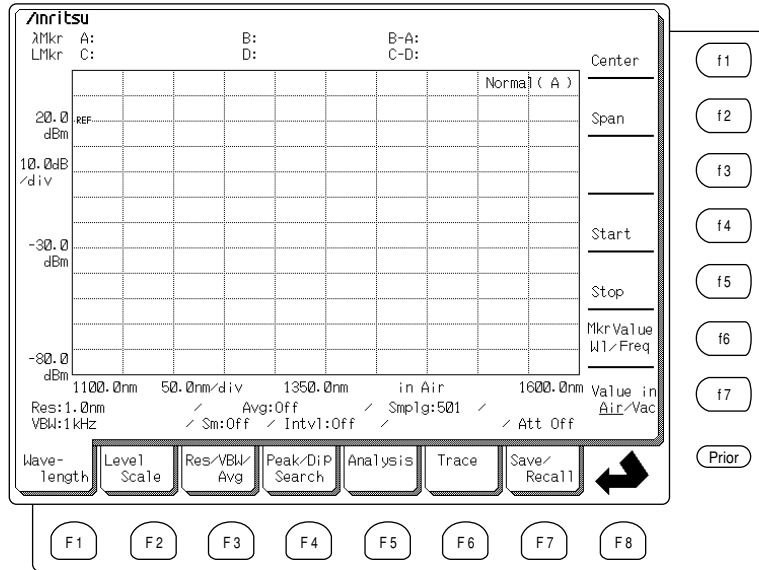 Anritsu
λMkr A: B: B-A:
LMkr C: D: C-D:
Normal( A )
20.0
dBm
REF
10.0dB
/div
-30.0
dBm
-80.0
dBm
1100.0nm 50.0nm/div 1350.0nm in Air 1600.0nm
Res:1.0nm / Avg:Off / Smplg:501 /
VBW:1kHz / Sm:Off / Intvl:Off / / Att Off
Center
Span
Start
Stop
MkrValue
Wl/Freq
Value in
Air/Vac
Wave-
length
Level
Scale
Res/VBW/
Avg
Peak/Dip
Search
Analysis
Trace
Save/
Recall
f1
f2
f3
f4
f5
f6
f7
Prior
F1 F2 F3 F4 F5 F6 F7 F8